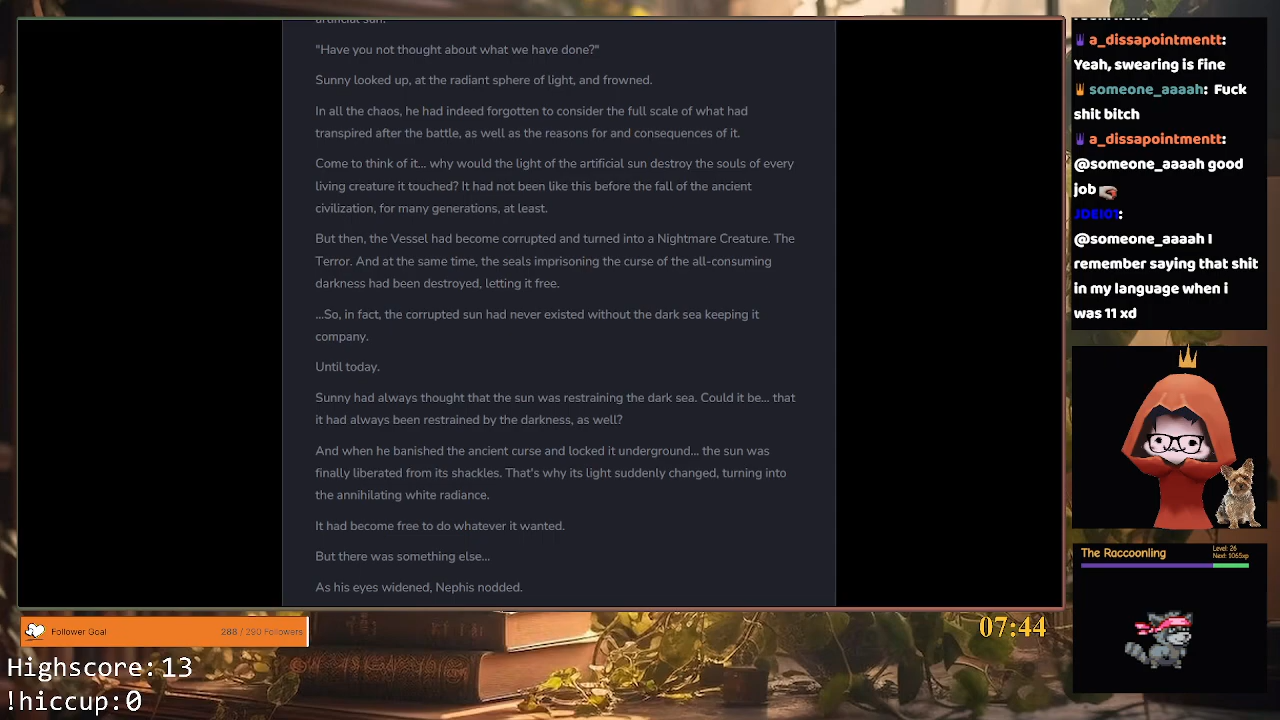 artificial sun.
"Have you not thought about what we have done?"
Sunny looked up, at the radiant sphere of light, and frowned.
In all the chaos, he had indeed forgotten to consider the full scale of what had
transpired after the battle, as well as the reasons for and consequences of it.
Come to think of it... why would the light of the artificial sun destroy the souls of every
living creature it touched? It had not been like this before the fall of the ancient
civilization, for many generations, at least.
But then, the Vessel had become corrupted and turned into a Nightmare Creature. The
Terror. And at the same time, the seals imprisoning the curse of the all-consuming
darkness had been destroyed, letting it free.
...So, in fact, the corrupted sun had never existed without the dark sea keeping it
company.
Until today.
Sunny had always thought that the sun was restraining the dark sea. Could it be... that
it had always been restrained by the darkness, as well?
And when he banished the ancient curse and locked it underground... the sun was
finally liberated from its shackles. That's why its light suddenly changed, turning into
the annihilating white radiance.
It had become free to do whatever it wanted.
But there was something else...
As his eyes widened, Nephis nodded.
a_dissapointmentt:
Yeah, swearing is fine
someone_aaaah: Fuck
shit bitch
a_dissapointmentt:
@someone_aaaah good
job
JDEI01:
@someone_aaaah I
remember saying that shit
in my language when i
was 11 xd
The Raccoonling
Level: 26
Next: 1065xp
Follower Goal
288 / 290 Followers
07:44
Highscore:13
!hiccup:0